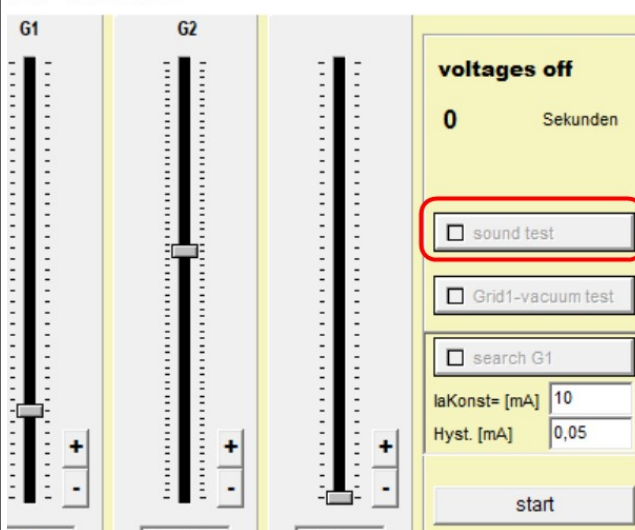 G1
G2
voltages off
0 Sekunden
sound test
Grid1-vacuum test
search G1
IaKonst= [mA] 10
Hyst. [mA] 0,05
+
-
+
-
+
-
start